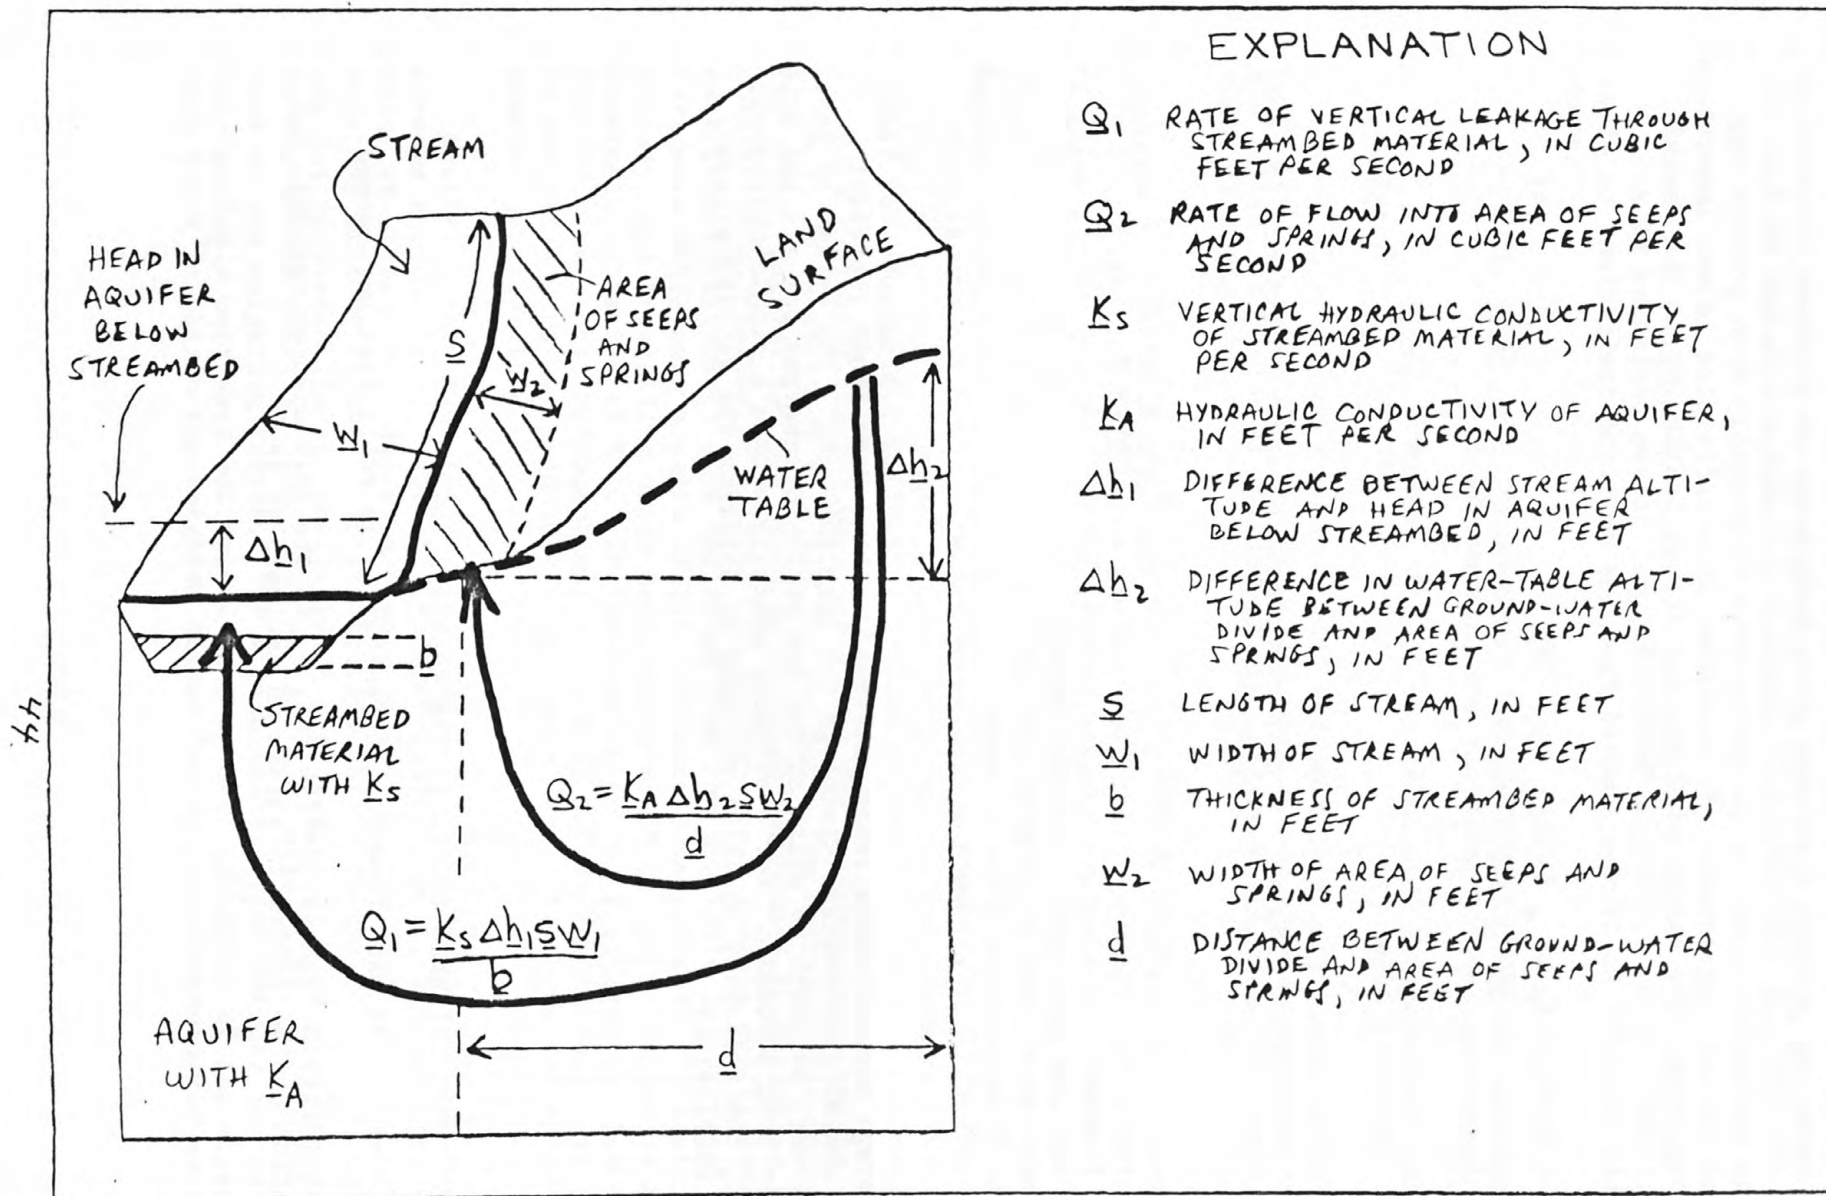 EXPLANATION
Q1 RATE OF VERTICAL LEAKAGE THROUGH
STREAMBED MATERIAL, IN CUBIC
FEET PER SECOND
Q2 RATE OF FLOW INTO AREA OF SEEPS
AND SPRINGS, IN CUBIC FEET PER
SECOND
KS VERTICAL HYDRAULIC CONDUCTIVITY
OF STREAMBED MATERIAL, IN FEET
PER SECOND
KA HYDRAULIC CONDUCTIVITY OF AQUIFER,
IN FEET PER SECOND
Δh1 DIFFERENCE BETWEEN STREAM ALTI-
TUDE AND HEAD IN AQUIFER
BELOW STREAMBED, IN FEET
Δh2 DIFFERENCE IN WATER-TABLE ALTI-
TUDE BETWEEN GROUND-WATER
DIVIDE AND AREA OF SEEPS AND
SPRINGS, IN FEET
S LENGTH OF STREAM, IN FEET
W1 WIDTH OF STREAM, IN FEET
b THICKNESS OF STREAMBED MATERIAL,
IN FEET
W2 WIDTH OF AREA OF SEEPS AND
SPRINGS, IN FEET
d DISTANCE BETWEEN GROUND-WATER
DIVIDE AND AREA OF SEEPS AND
SPRINGS, IN FEET
STREAM
HEAD IN
AQUIFER
BELOW
STREAMBED
AREA
OF SEEPS
AND
SPRINGS
LAND
SURFACE
S
W2
W1
WATER
TABLE
Δh2
Δh1
b
STREAMBED
MATERIAL
WITH KS
Q2 = KA Δh2 S W2
d
Q1 = KS Δh1 S W1
b
AQUIFER
WITH KA
d
44